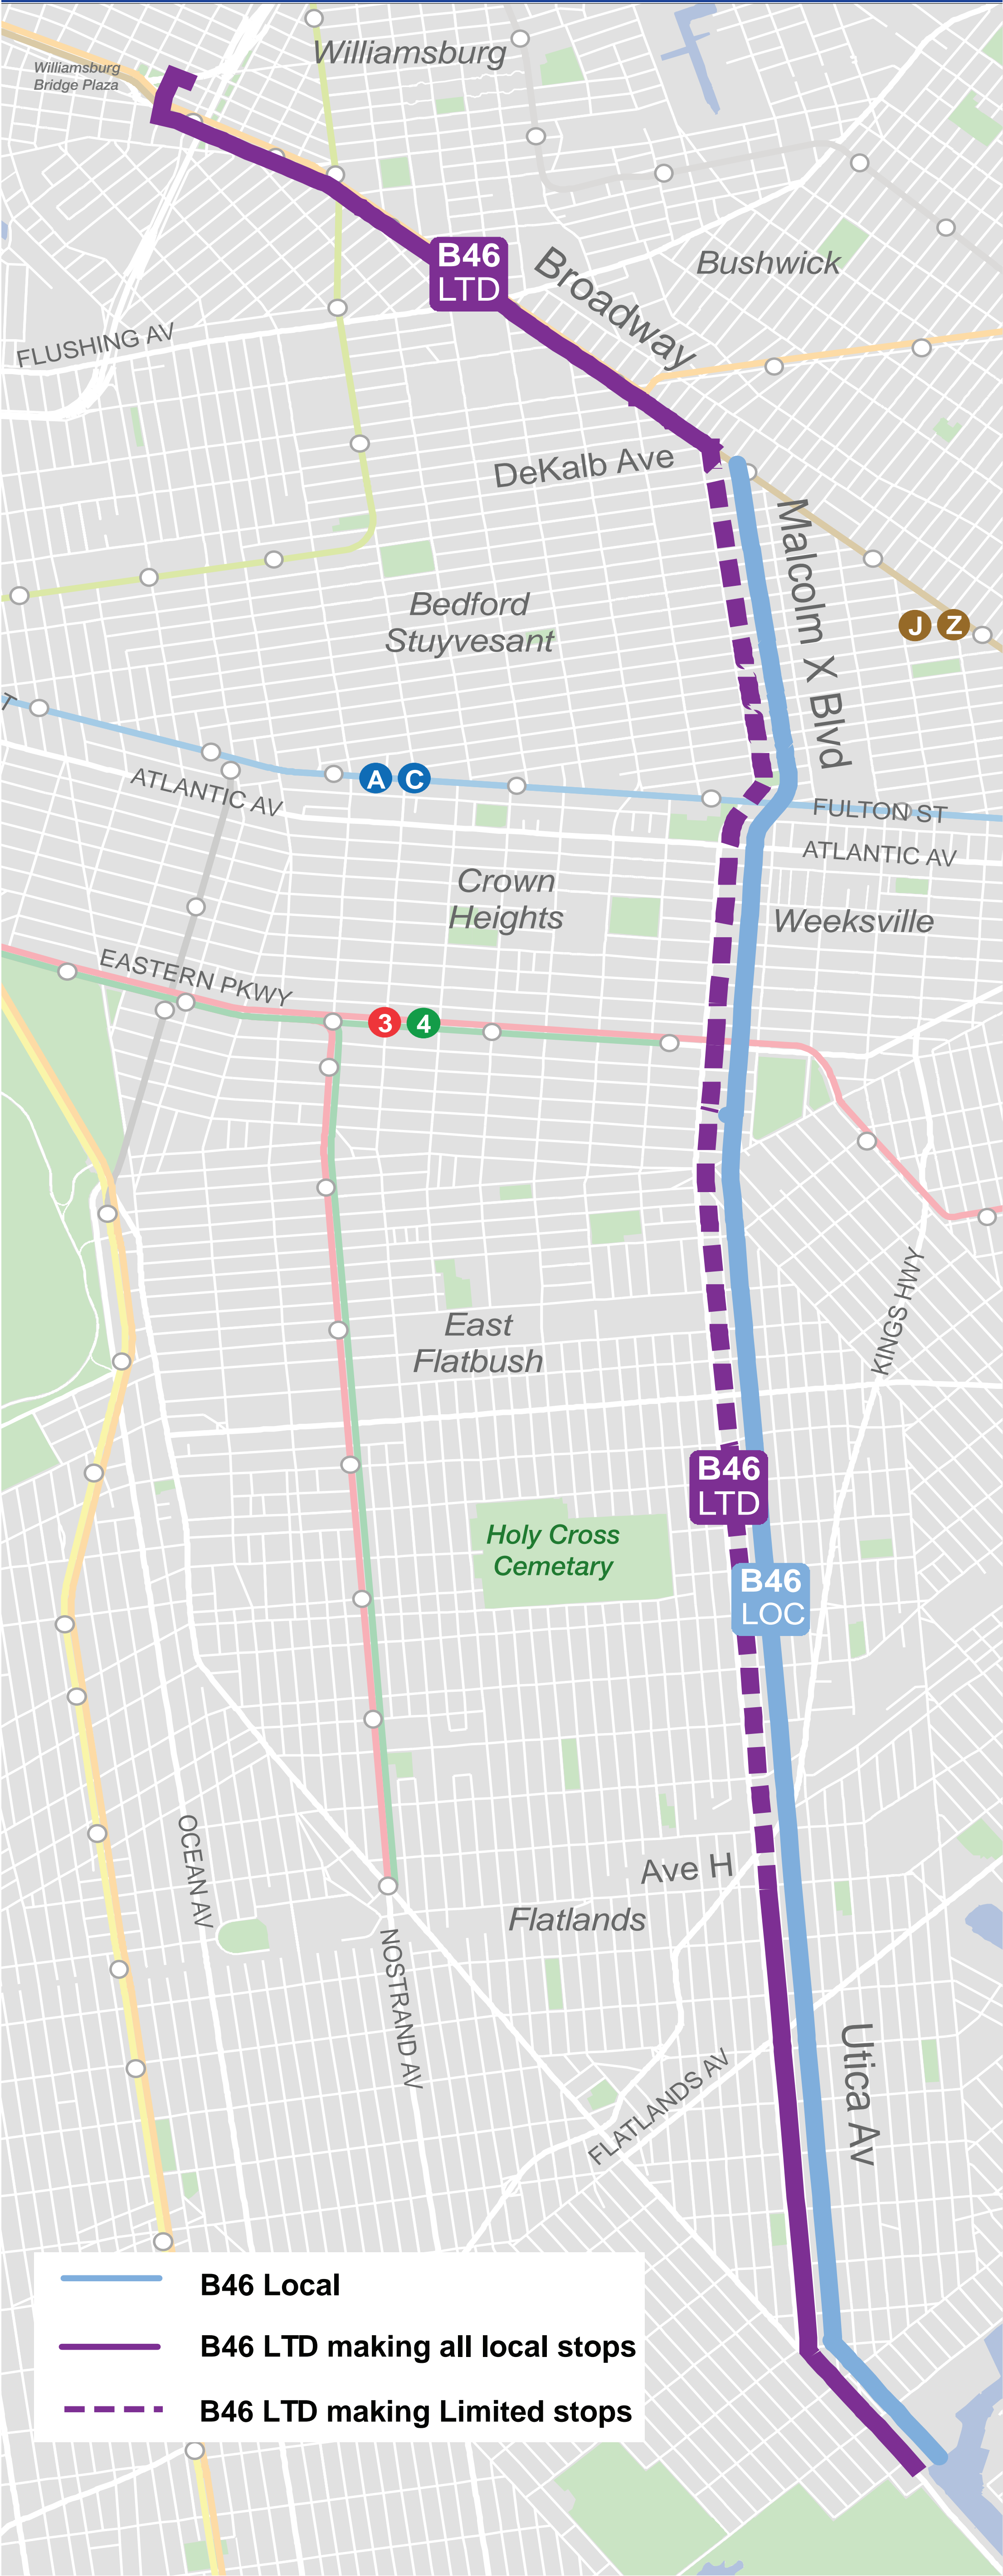 Williamsburg
Williamsburg
Bridge Plaza
B46
LTD
Broadway
Bushwick
FLUSHING AV
DeKalb Ave
Malcolm X Blvd
Bedford
Stuyvesant
J Z
T
A C
ATLANTIC AV
FULTON ST
ATLANTIC AV
Crown
Heights
Weeksville
EASTERN PKWY
3 4
KINGS HWY
East
Flatbush
B46
LTD
Holy Cross
Cemetary
B46
LOC
OCEAN AV
Ave H
Flatlands
NOSTRAND AV
Utica Av
FLATLANDS AV
B46 Local
B46 LTD making all local stops
B46 LTD making Limited stops